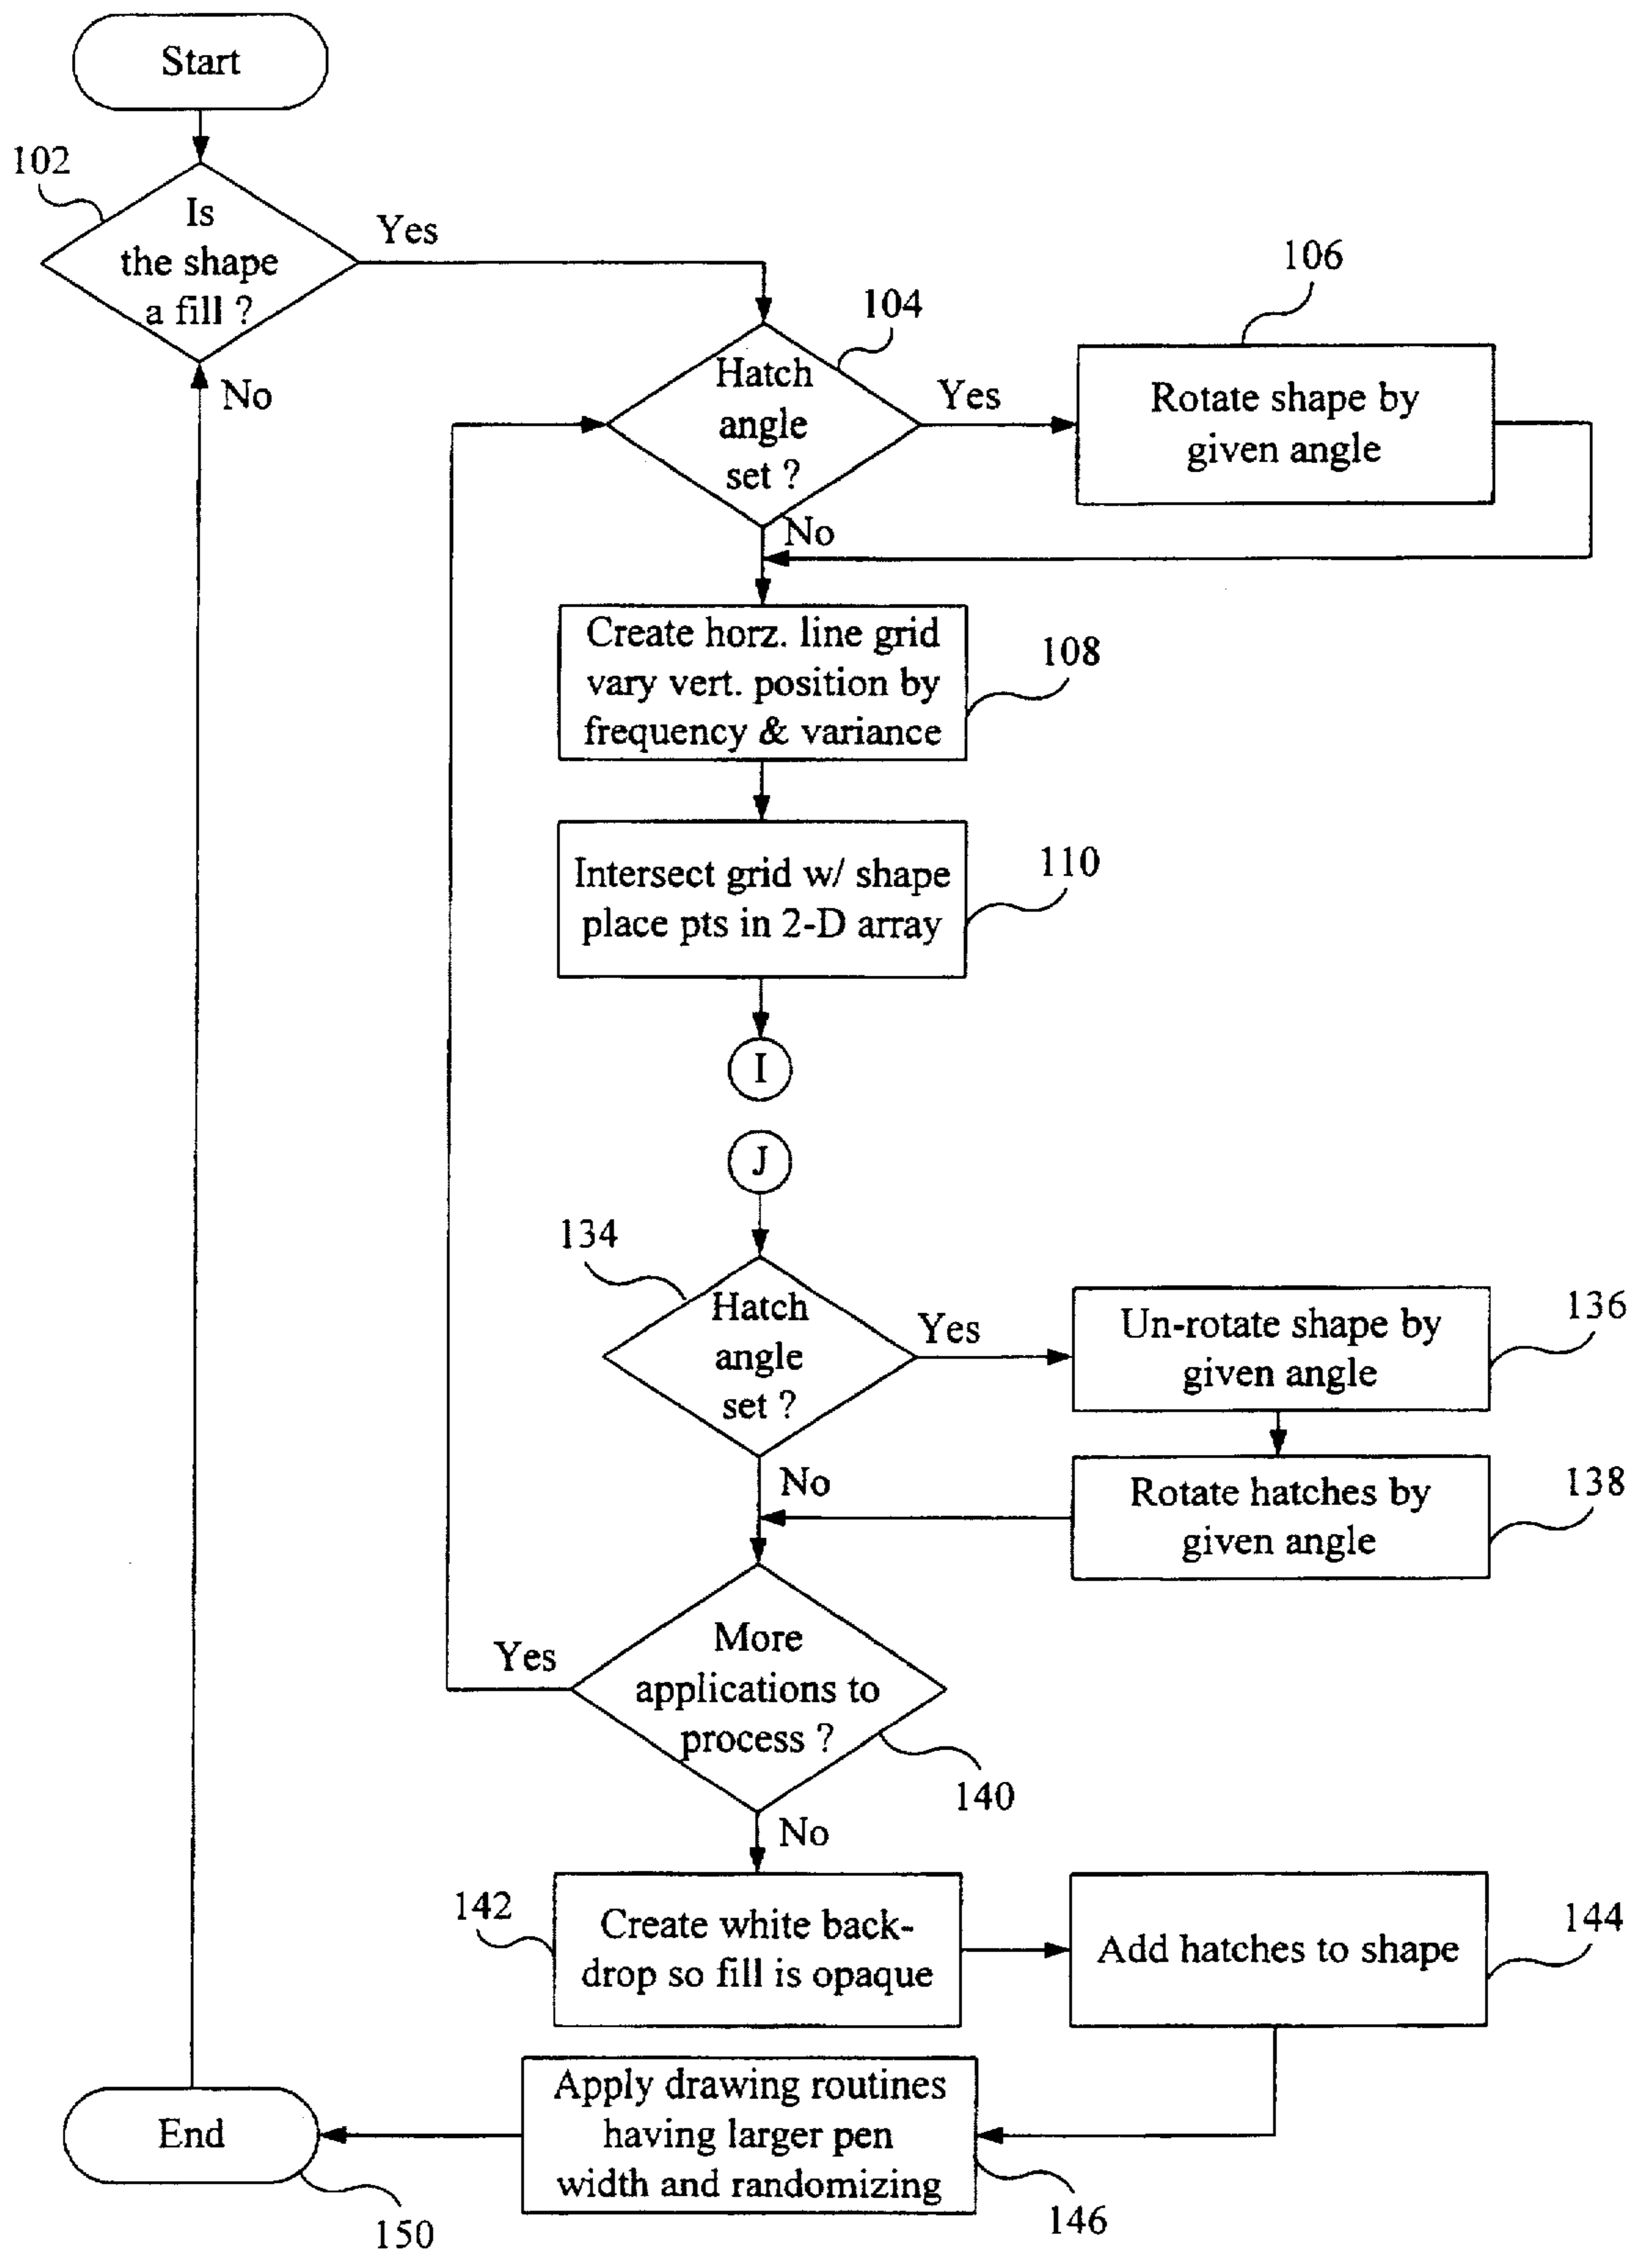 Start
102
Is
the shape
a fill ?
Yes
No
104
Hatch
angle
set ?
Yes
No
106
Rotate shape by
given angle
Create horz. line grid
vary vert. position by
frequency & variance
108
Intersect grid w/ shape
place pts in 2-D array
110
I
J
134
Hatch
angle
set ?
Yes
No
Un-rotate shape by
given angle
136
Rotate hatches by
given angle
138
More
applications to
process ?
Yes
140
No
142
Create white back-
drop so fill is opaque
Add hatches to shape
144
Apply drawing routines
having larger pen
width and randomizing
146
End
150